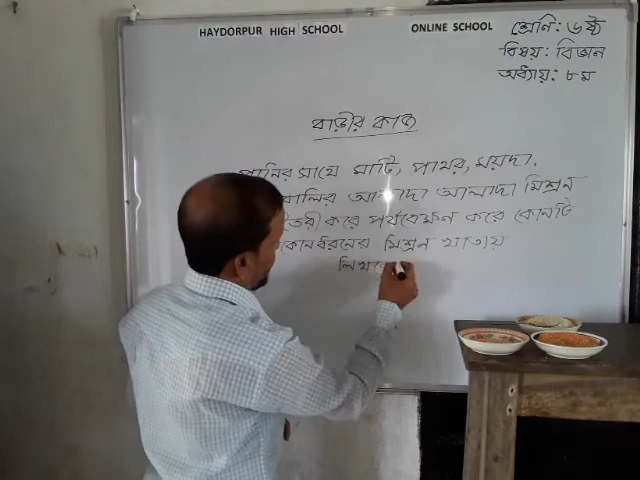 HAYDORPUR HIGH SCHOOL ONLINE SCHOOL
শ্রেণি: ৬ষ্ঠ
বিষয়: বিজ্ঞান
অধ্যায়: ৮ম
বাড়ীর কাজ
পানির সাথে মাটি, পাথর, ময়দা,
বালির আলাদা আলাদা মিশ্রন
তৈরী করে পর্যবেক্ষণ করে কোনটি
কোন ধরনের মিশ্রন খাতায়